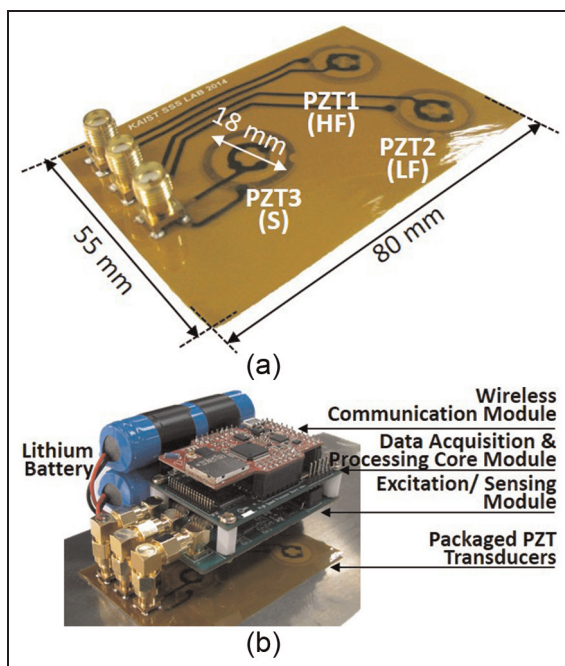 KAIST SSS LAB 2014
PZT1
(HF)
18 mm
PZT2
(LF)
PZT3
(S)
55 mm
80 mm
(a)
Wireless
Communication Module
Lithium
Battery
Data Acquisition &
Processing Core Module
Excitation/ Sensing
Module
Packaged PZT
Transducers
(b)